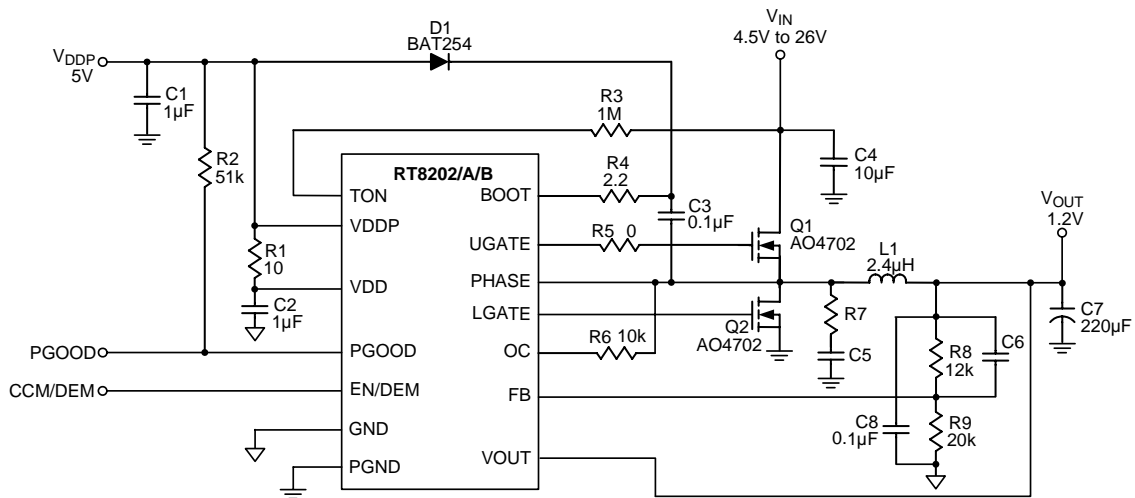 D1
BAT254
VIN
4.5V to 26V
VDDP
5V
C1
1µF
R3
1M
R2
51k
RT8202/A/B
R4
2.2
C4
10µF
TON
BOOT
C3
0.1µF
VOUT
1.2V
VDDP
UGATE
R5 0
Q1
AO4702
R1
10
L1
2.4µH
VDD
PHASE
C2
1µF
LGATE
Q2
AO4702
R7
C7
220µF
PGOOD
PGOOD
OC
R6 10k
C5
R8
12k
C6
CCM/DEM
EN/DEM
FB
GND
C8
0.1µF
R9
20k
PGND
VOUT